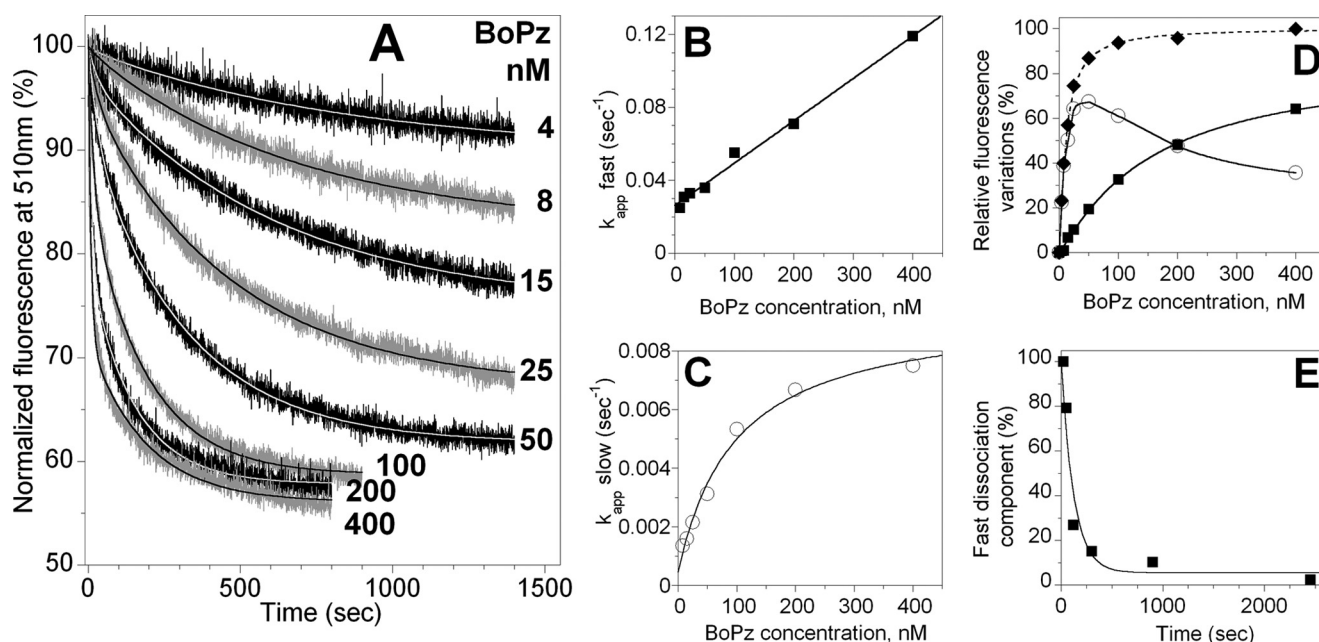 A
BoPz
nM
Normalized fluorescence at 510nm (%)
100
90
80
70
60
50
4
8
15
25
50
100
200
400
0 500 1000 1500
Time (sec)
B
k app fast (sec-1)
0.12
0.08
0.04
0
0 100 200 300 400
BoPz concentration, nM
C
k app slow (sec-1)
0.008
0.006
0.004
0.002
0
0 100 200 300 400
BoPz concentration, nM
D
Relative fluorescence
variations (%)
100
80
60
40
20
0
0 100 200 300 400
BoPz concentration, nM
E
Fast dissociation
component (%)
100
80
60
40
20
0
0 1000 2000
Time (sec)